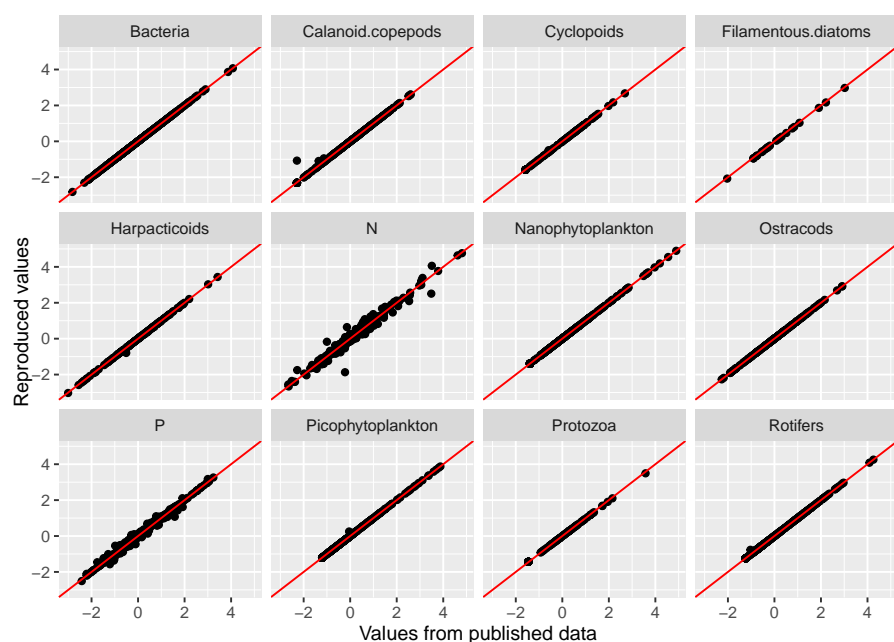 Bacteria Calanoid.copepods Cyclopoids Filamentous.diatoms
4
2
0
−2
Harpacticoids N Nanophytoplankton Ostracods
4
2
0
−2
P Picophytoplankton Protozoa Rotifers
4
2
0
−2
−2 0 2 4 −2 0 2 4 −2 0 2 4 −2 0 2 4
Reproduced values
Values from published data